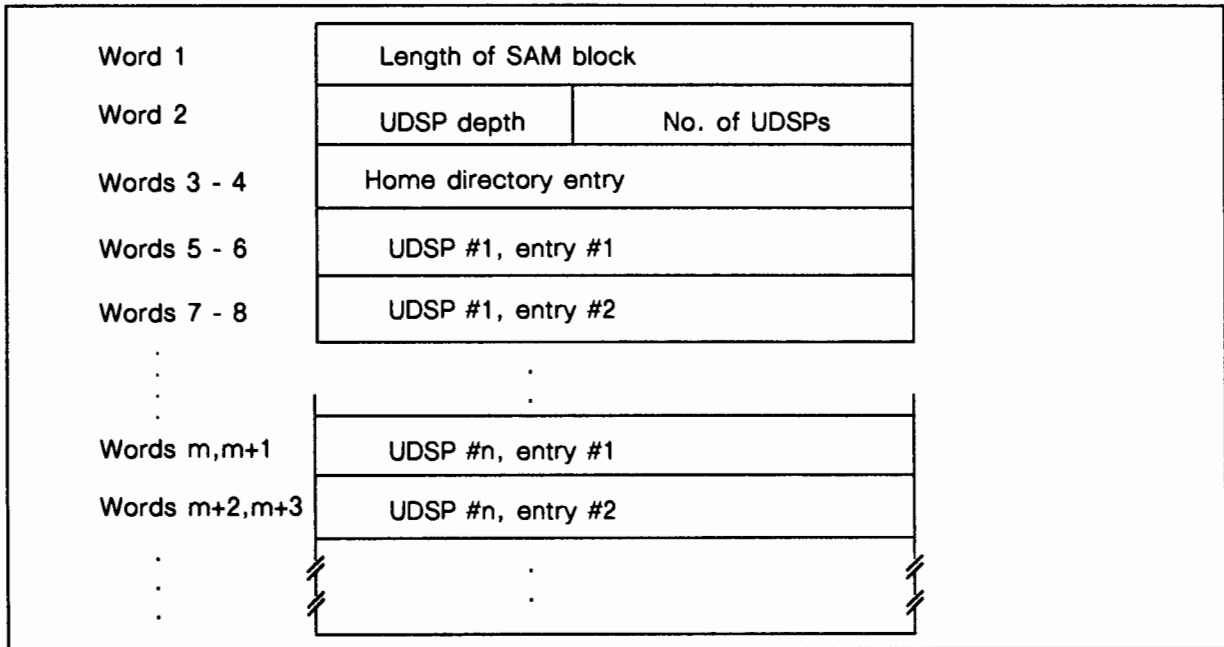 Word 1 Length of SAM block
Word 2 UDSP depth No. of UDSPs
Words 3 - 4 Home directory entry
Words 5 - 6 UDSP #1, entry #1
Words 7 - 8 UDSP #1, entry #2
Words m,m+1 UDSP #n, entry #1
Words m+2,m+3 UDSP #n, entry #2